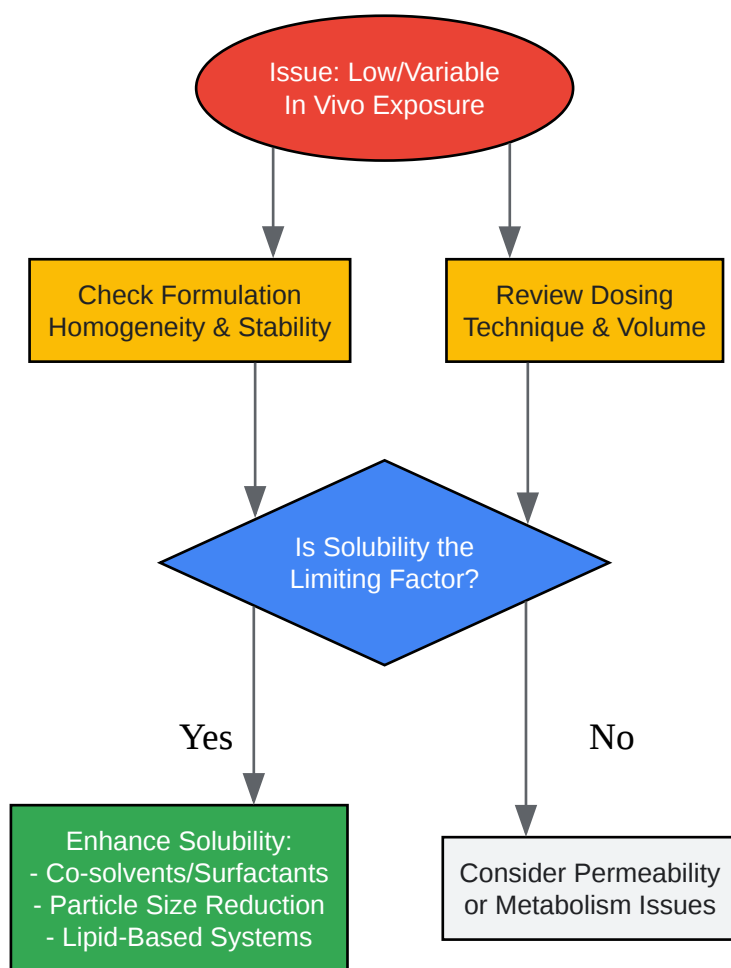 Issue: Low/Variable
In Vivo Exposure
Check Formulation
Homogeneity & Stability
Review Dosing
Technique & Volume
Is Solubility the
Limiting Factor?
Yes
No
Enhance Solubility:
- Co-solvents/Surfactants
- Particle Size Reduction
- Lipid-Based Systems
Consider Permeability
or Metabolism Issues